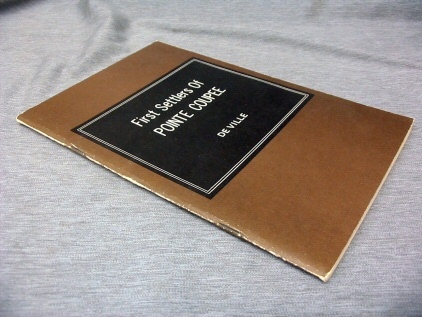 First Settlers Of
POINTE COUPEE
DE VILLE